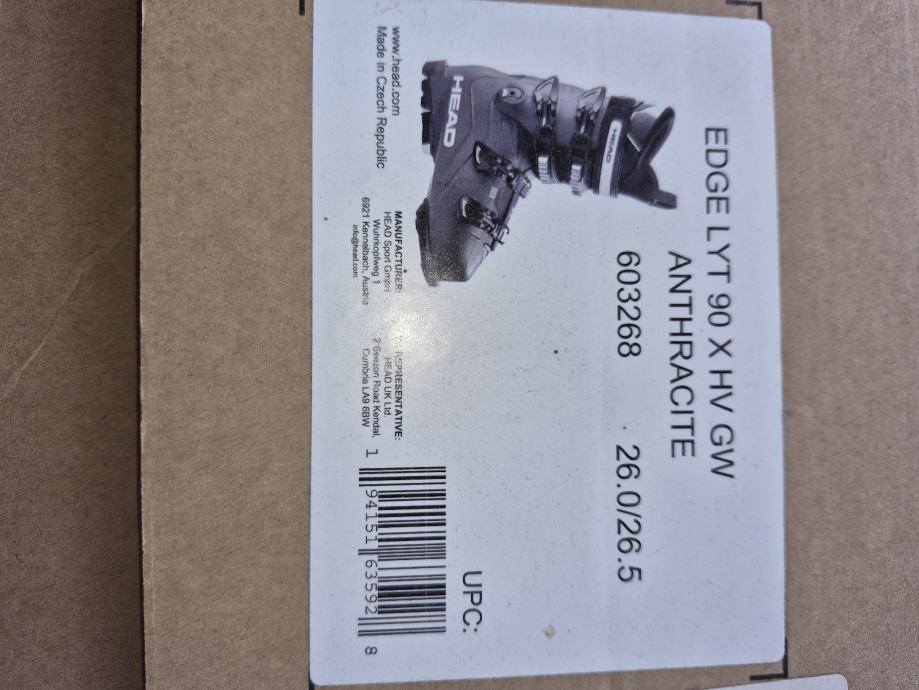 EDGE LYT 90 X HV GW
ANTHRACITE
603268 26.0/26.5
HEAD
HEAD
UPC:
1 94151 63592 8
www.head.com
Made in Czech Republic
MANUFACTURER:
HEAD Sport GmbH
Wuhrkopfweg 1
6921 Kennelbach, Austria
info@head.com
REPRESENTATIVE:
HEAD UK Ltd.
2 Beezon Road Kendal,
Cumbria LA9 6BW